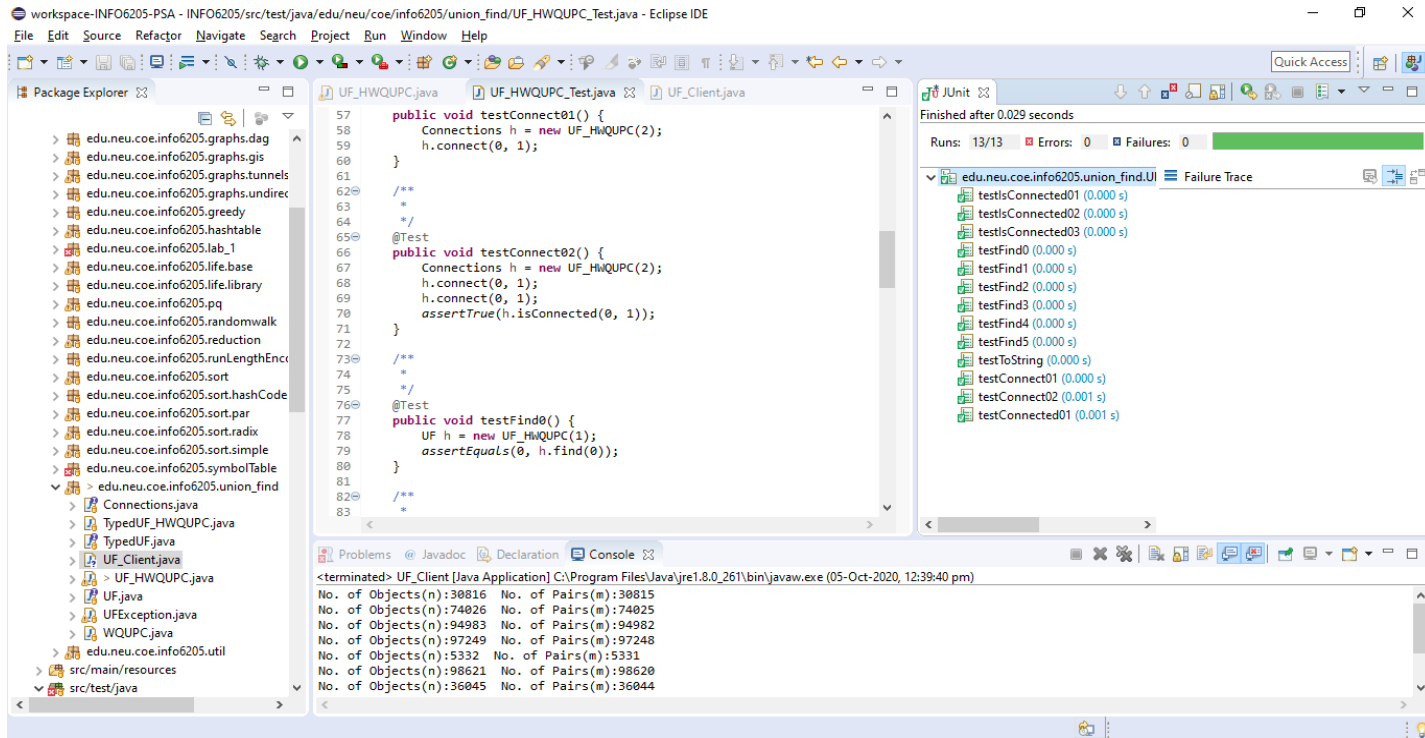 workspace-INFO6205-PSA - INFO6205/src/test/java/edu/neu/coe/info6205/union_find/UF_HWQUPC_Test.java - Eclipse IDE
File Edit Source Refactor Navigate Search Project Run Window Help
Quick Access
Package Explorer
edu.neu.coe.info6205.graphs.dag
edu.neu.coe.info6205.graphs.gis
edu.neu.coe.info6205.graphs.tunnels
edu.neu.coe.info6205.graphs.undirec
edu.neu.coe.info6205.greedy
edu.neu.coe.info6205.hashtable
edu.neu.coe.info6205.lab_1
edu.neu.coe.info6205.life.base
edu.neu.coe.info6205.life.library
edu.neu.coe.info6205.pq
edu.neu.coe.info6205.randomwalk
edu.neu.coe.info6205.reduction
edu.neu.coe.info6205.runLengthEnco
edu.neu.coe.info6205.sort
edu.neu.coe.info6205.sort.hashCode
edu.neu.coe.info6205.sort.par
edu.neu.coe.info6205.sort.radix
edu.neu.coe.info6205.sort.simple
edu.neu.coe.info6205.symbolTable
> edu.neu.coe.info6205.union_find
Connections.java
TypedUF_HWQUPC.java
TypedUF.java
UF_Client.java
> UF_HWQUPC.java
UF.java
UFException.java
WQUPC.java
edu.neu.coe.info6205.util
src/main/resources
src/test/java
UF_HWQUPC.java UF_HWQUPC_Test.java UF_Client.java
57 public void testConnect01() {
58 Connections h = new UF_HWQUPC(2);
59 h.connect(0, 1);
60 }
61
62 /**
63 *
64 */
65 @Test
66 public void testConnect02() {
67 Connections h = new UF_HWQUPC(2);
68 h.connect(0, 1);
69 h.connect(0, 1);
70 assertTrue(h.isConnected(0, 1));
71 }
72
73 /**
74 *
75 */
76 @Test
77 public void testFind0() {
78 UF h = new UF_HWQUPC(1);
79 assertEquals(0, h.find(0));
80 }
81
82 /**
83 *
JUnit
Finished after 0.029 seconds
Runs: 13/13 Errors: 0 Failures: 0
edu.neu.coe.info6205.union_find.UI Failure Trace
testIsConnected01 (0.000 s)
testIsConnected02 (0.000 s)
testIsConnected03 (0.000 s)
testFind0 (0.000 s)
testFind1 (0.000 s)
testFind2 (0.000 s)
testFind3 (0.000 s)
testFind4 (0.000 s)
testFind5 (0.000 s)
testToString (0.000 s)
testConnect01 (0.000 s)
testConnect02 (0.001 s)
testConnected01 (0.001 s)
Problems @ Javadoc Declaration Console
<terminated> UF_Client [Java Application] C:\Program Files\Java\jre1.8.0_261\bin\javaw.exe (05-Oct-2020, 12:39:40 pm)
No. of Objects(n):30816 No. of Pairs(m):30815
No. of Objects(n):74026 No. of Pairs(m):74025
No. of Objects(n):94983 No. of Pairs(m):94982
No. of Objects(n):97249 No. of Pairs(m):97248
No. of Objects(n):5332 No. of Pairs(m):5331
No. of Objects(n):98621 No. of Pairs(m):98620
No. of Objects(n):36045 No. of Pairs(m):36044